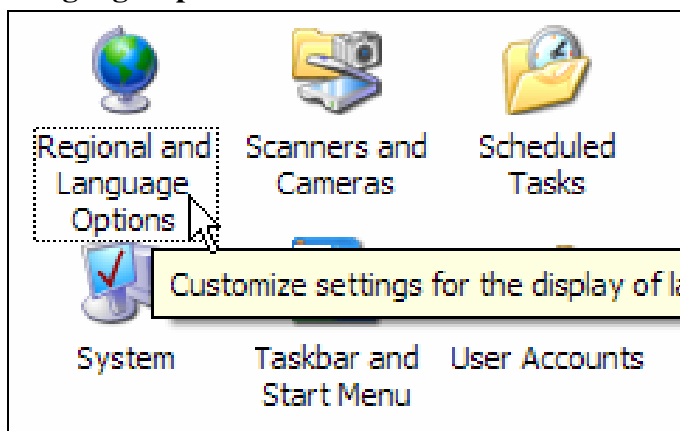 Regional and
Language
Options
Scanners and
Cameras
Scheduled
Tasks
Customize settings for the display of
System
Taskbar and
Start Menu
User Accounts